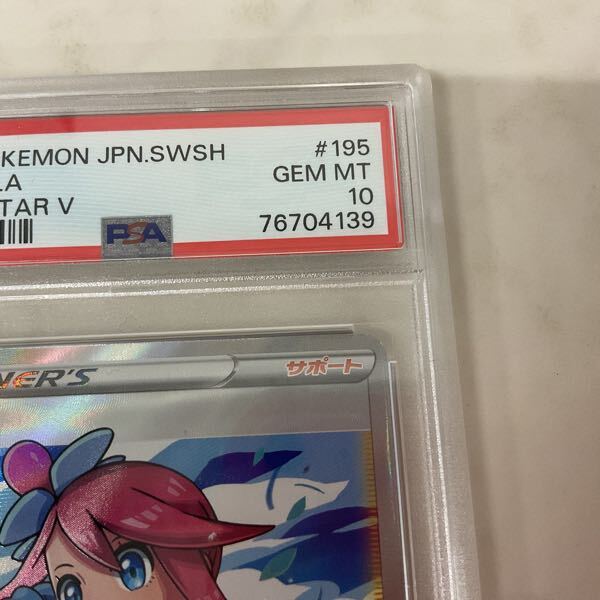 KEMON JPN.SWSH #195
LA GEM MT
TAR V 10
PSA 76704139
NER'S サポート